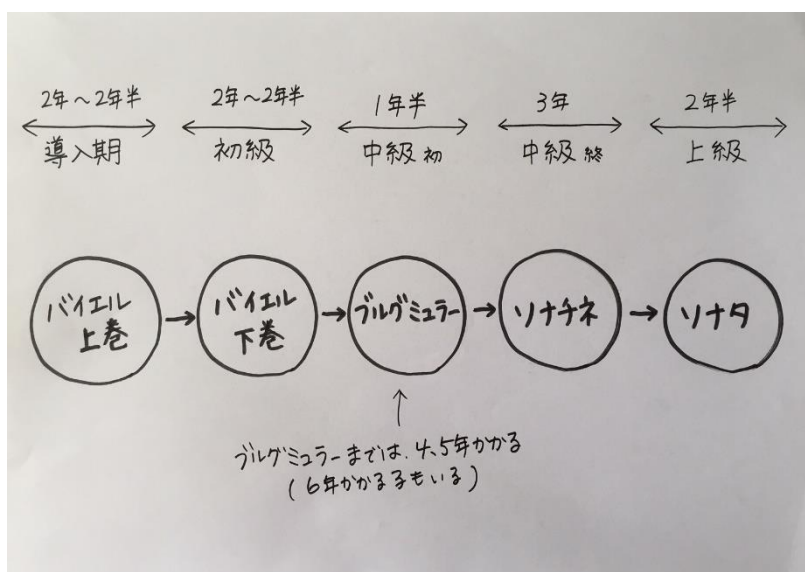 2年～2年半 2年～2年半 1年半 3年 2年半
導入期 初級 中級 初 中級 終 上級
バイエル 上巻 → バイエル 下巻 → ブルグミュラー → ソナチネ → ソナタ
ブルグミュラーまでは、4、5年かかる
(6年かかる子もいる)